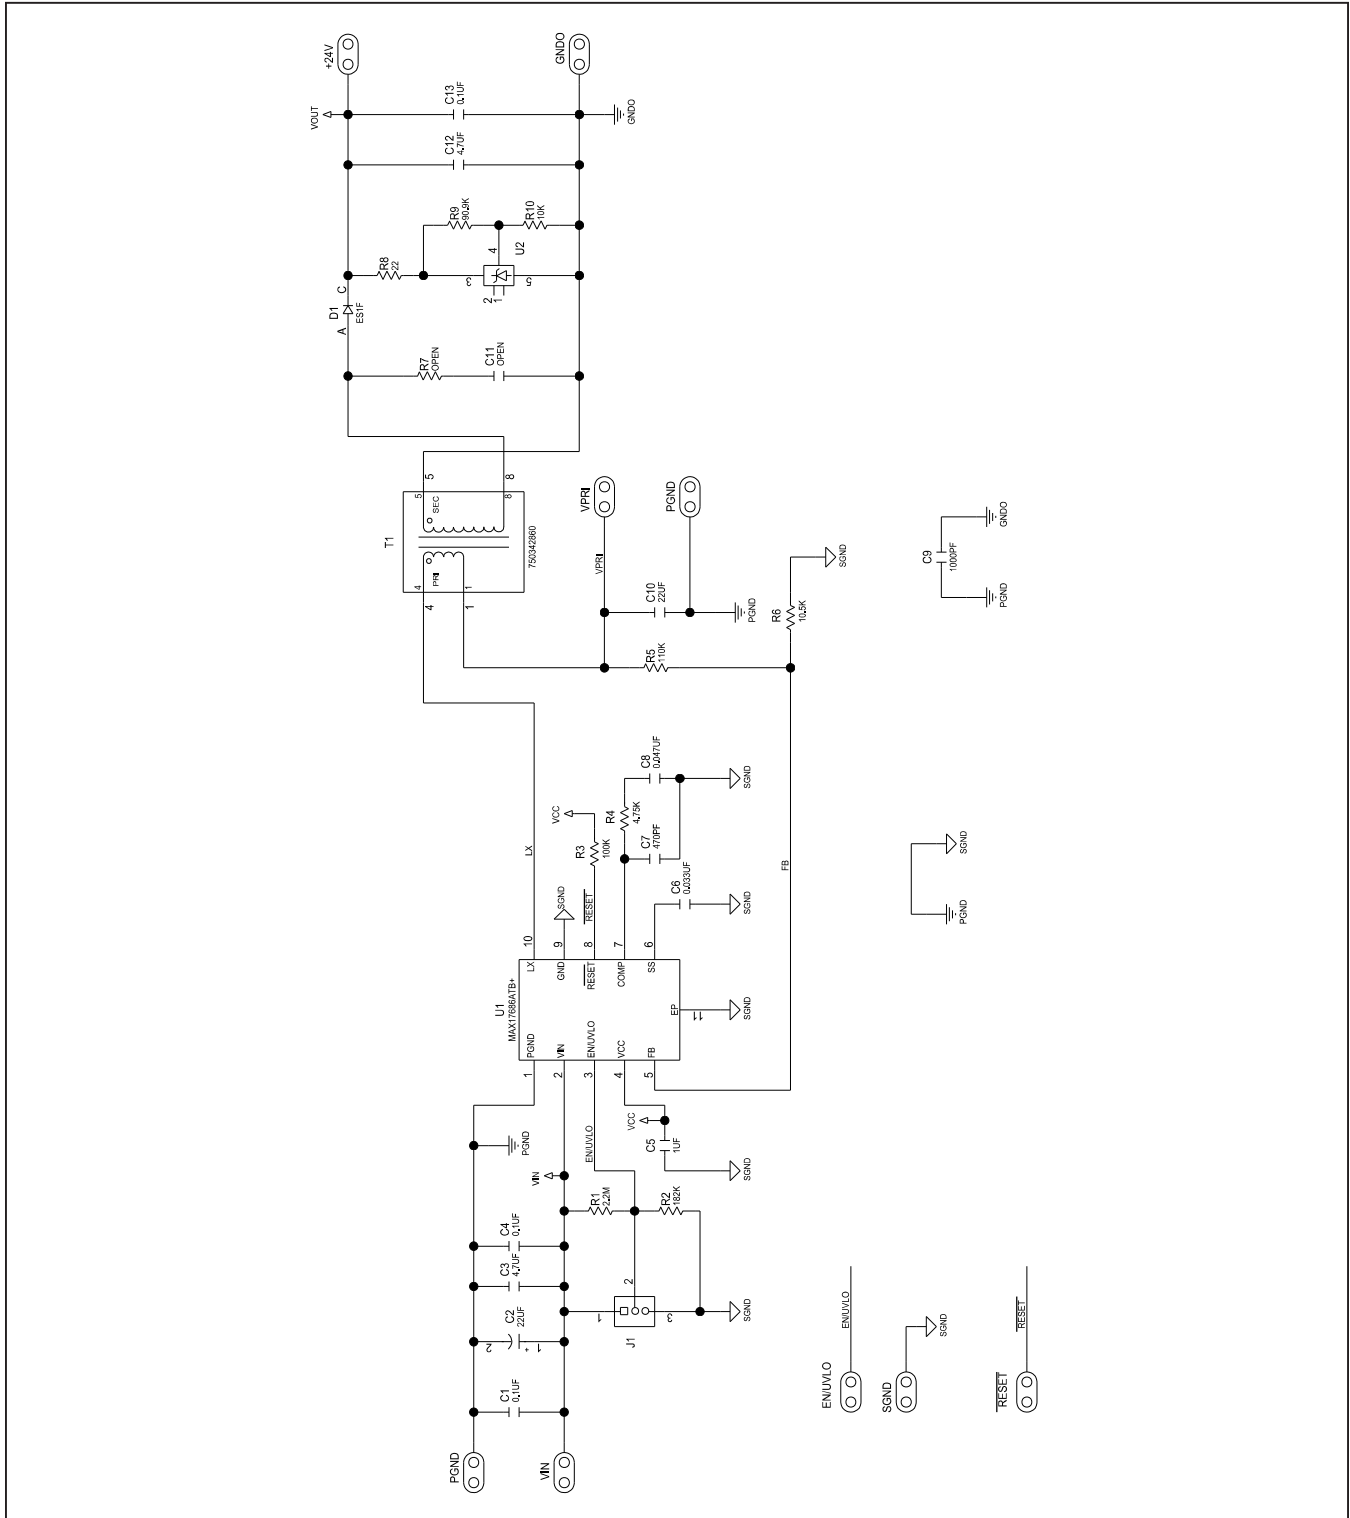 +24V
GNDO
VOUT
C13
0.1UF
GNDO
C12
4.7UF
R9
90.9K
R10
10K
4
U2
R8
22
3
5
2
1
C
D1
ES1F
A
R7
OPEN
C11
OPEN
5
8
5
SEC
8
T1
750342860
4
PRI
1
4
1
VPRI
PGND
VPRI
C10
22UF
PGND
R5
110K
R6
10.5K
SGND
C9
1000PF
GNDO
PGND
LX
VCC
R3
100K
R4
4.75K
C8
0.047UF
C7
470PF
SGND
FB
SGND
RESET
C6
0.033UF
SGND
SGND
PGND
10
9
8
7
6
LX
GND
RESET
COMP
SS
U1
MAX17686ATB+
EP
11
SGND
PGND
VIN
EN/UVLO
VCC
FB
1
2
3
4
5
PGND
VIN
EN/UVLO
VCC
C5
1UF
SGND
C4
0.1UF
R1
2.2M
R2
182K
C3
4.7UF
2
1
3
J1
SGND
C2
22UF
2
1
+
C1
0.1UF
PGND
VIN
EN/UVLO
EN/UVLO
SGND
SGND
RESET
RESET